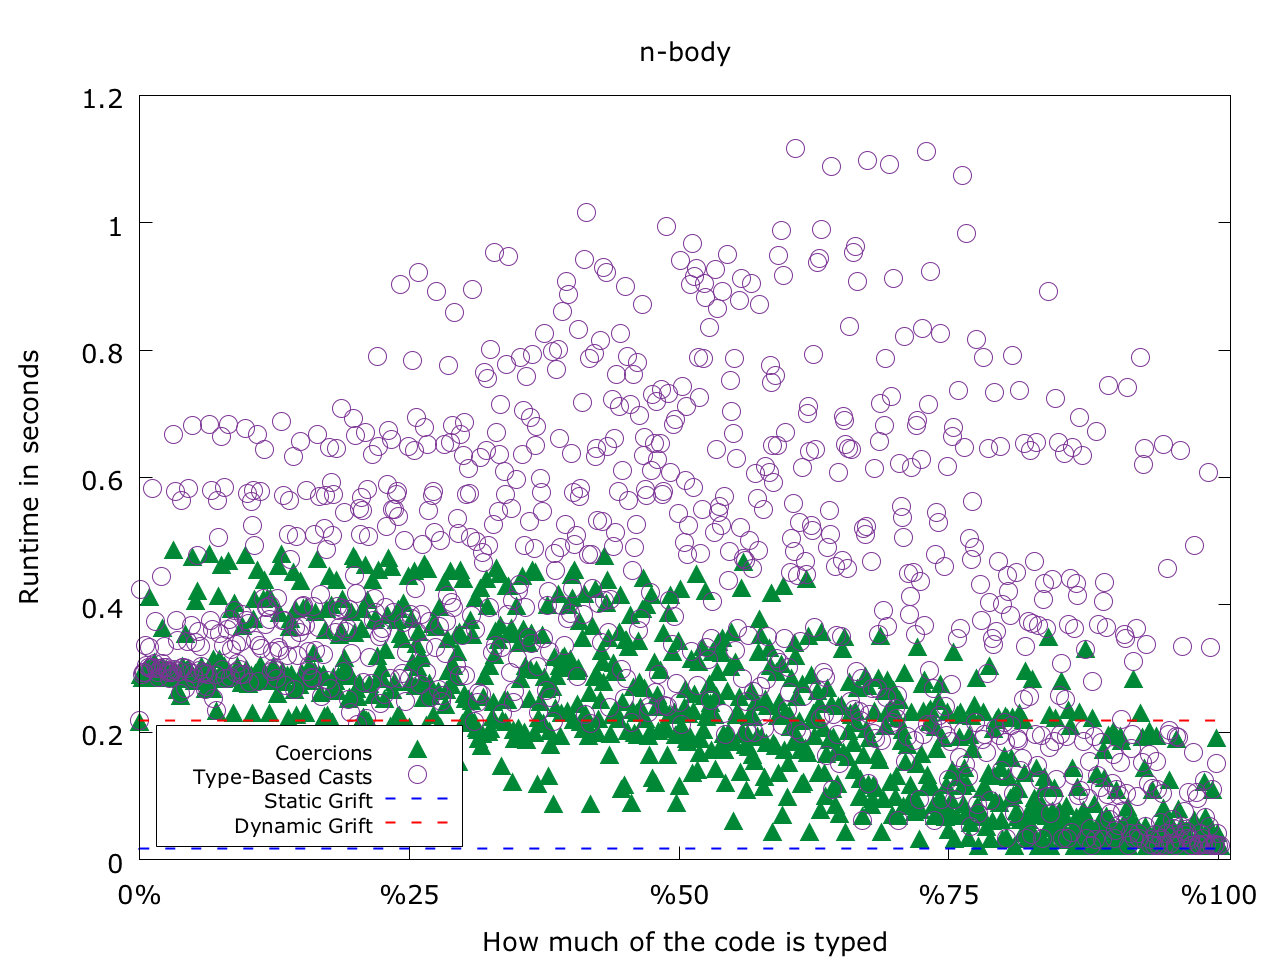 n-body
1.2
1
0.8
0.6
0.4
0.2
0
Runtime in seconds
Coercions
Type-Based Casts
Static Grift
Dynamic Grift
0% %25 %50 %75 %100
How much of the code is typed